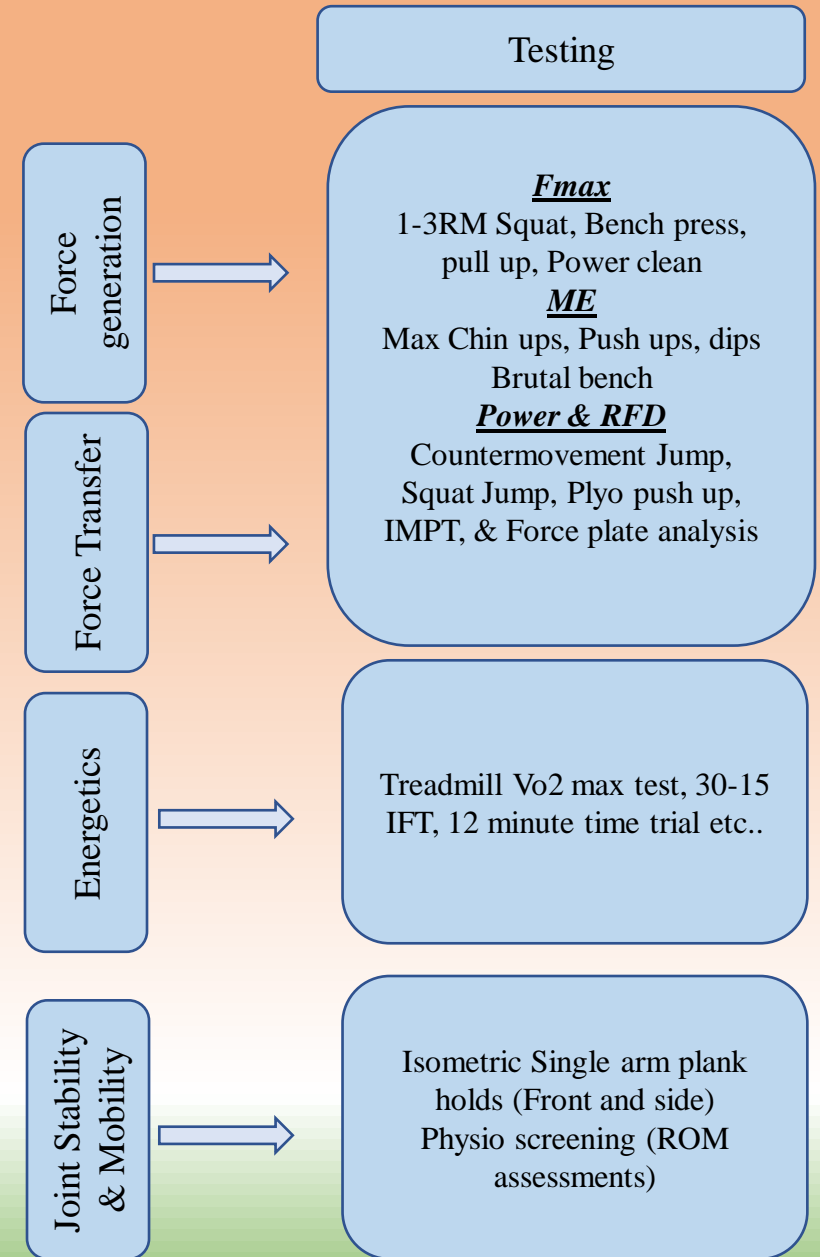 Testing
Force
generation
Fmax
1-3RM Squat, Bench press,
pull up, Power clean
ME
Max Chin ups, Push ups, dips
Brutal bench
Power & RFD
Countermovement Jump,
Squat Jump, Plyo push up,
IMPT, & Force plate analysis
Force Transfer
Energetics
Treadmill Vo2 max test, 30-15
IFT, 12 minute time trial etc..
Joint Stability
& Mobility
Isometric Single arm plank
holds (Front and side)
Physio screening (ROM
assessments)